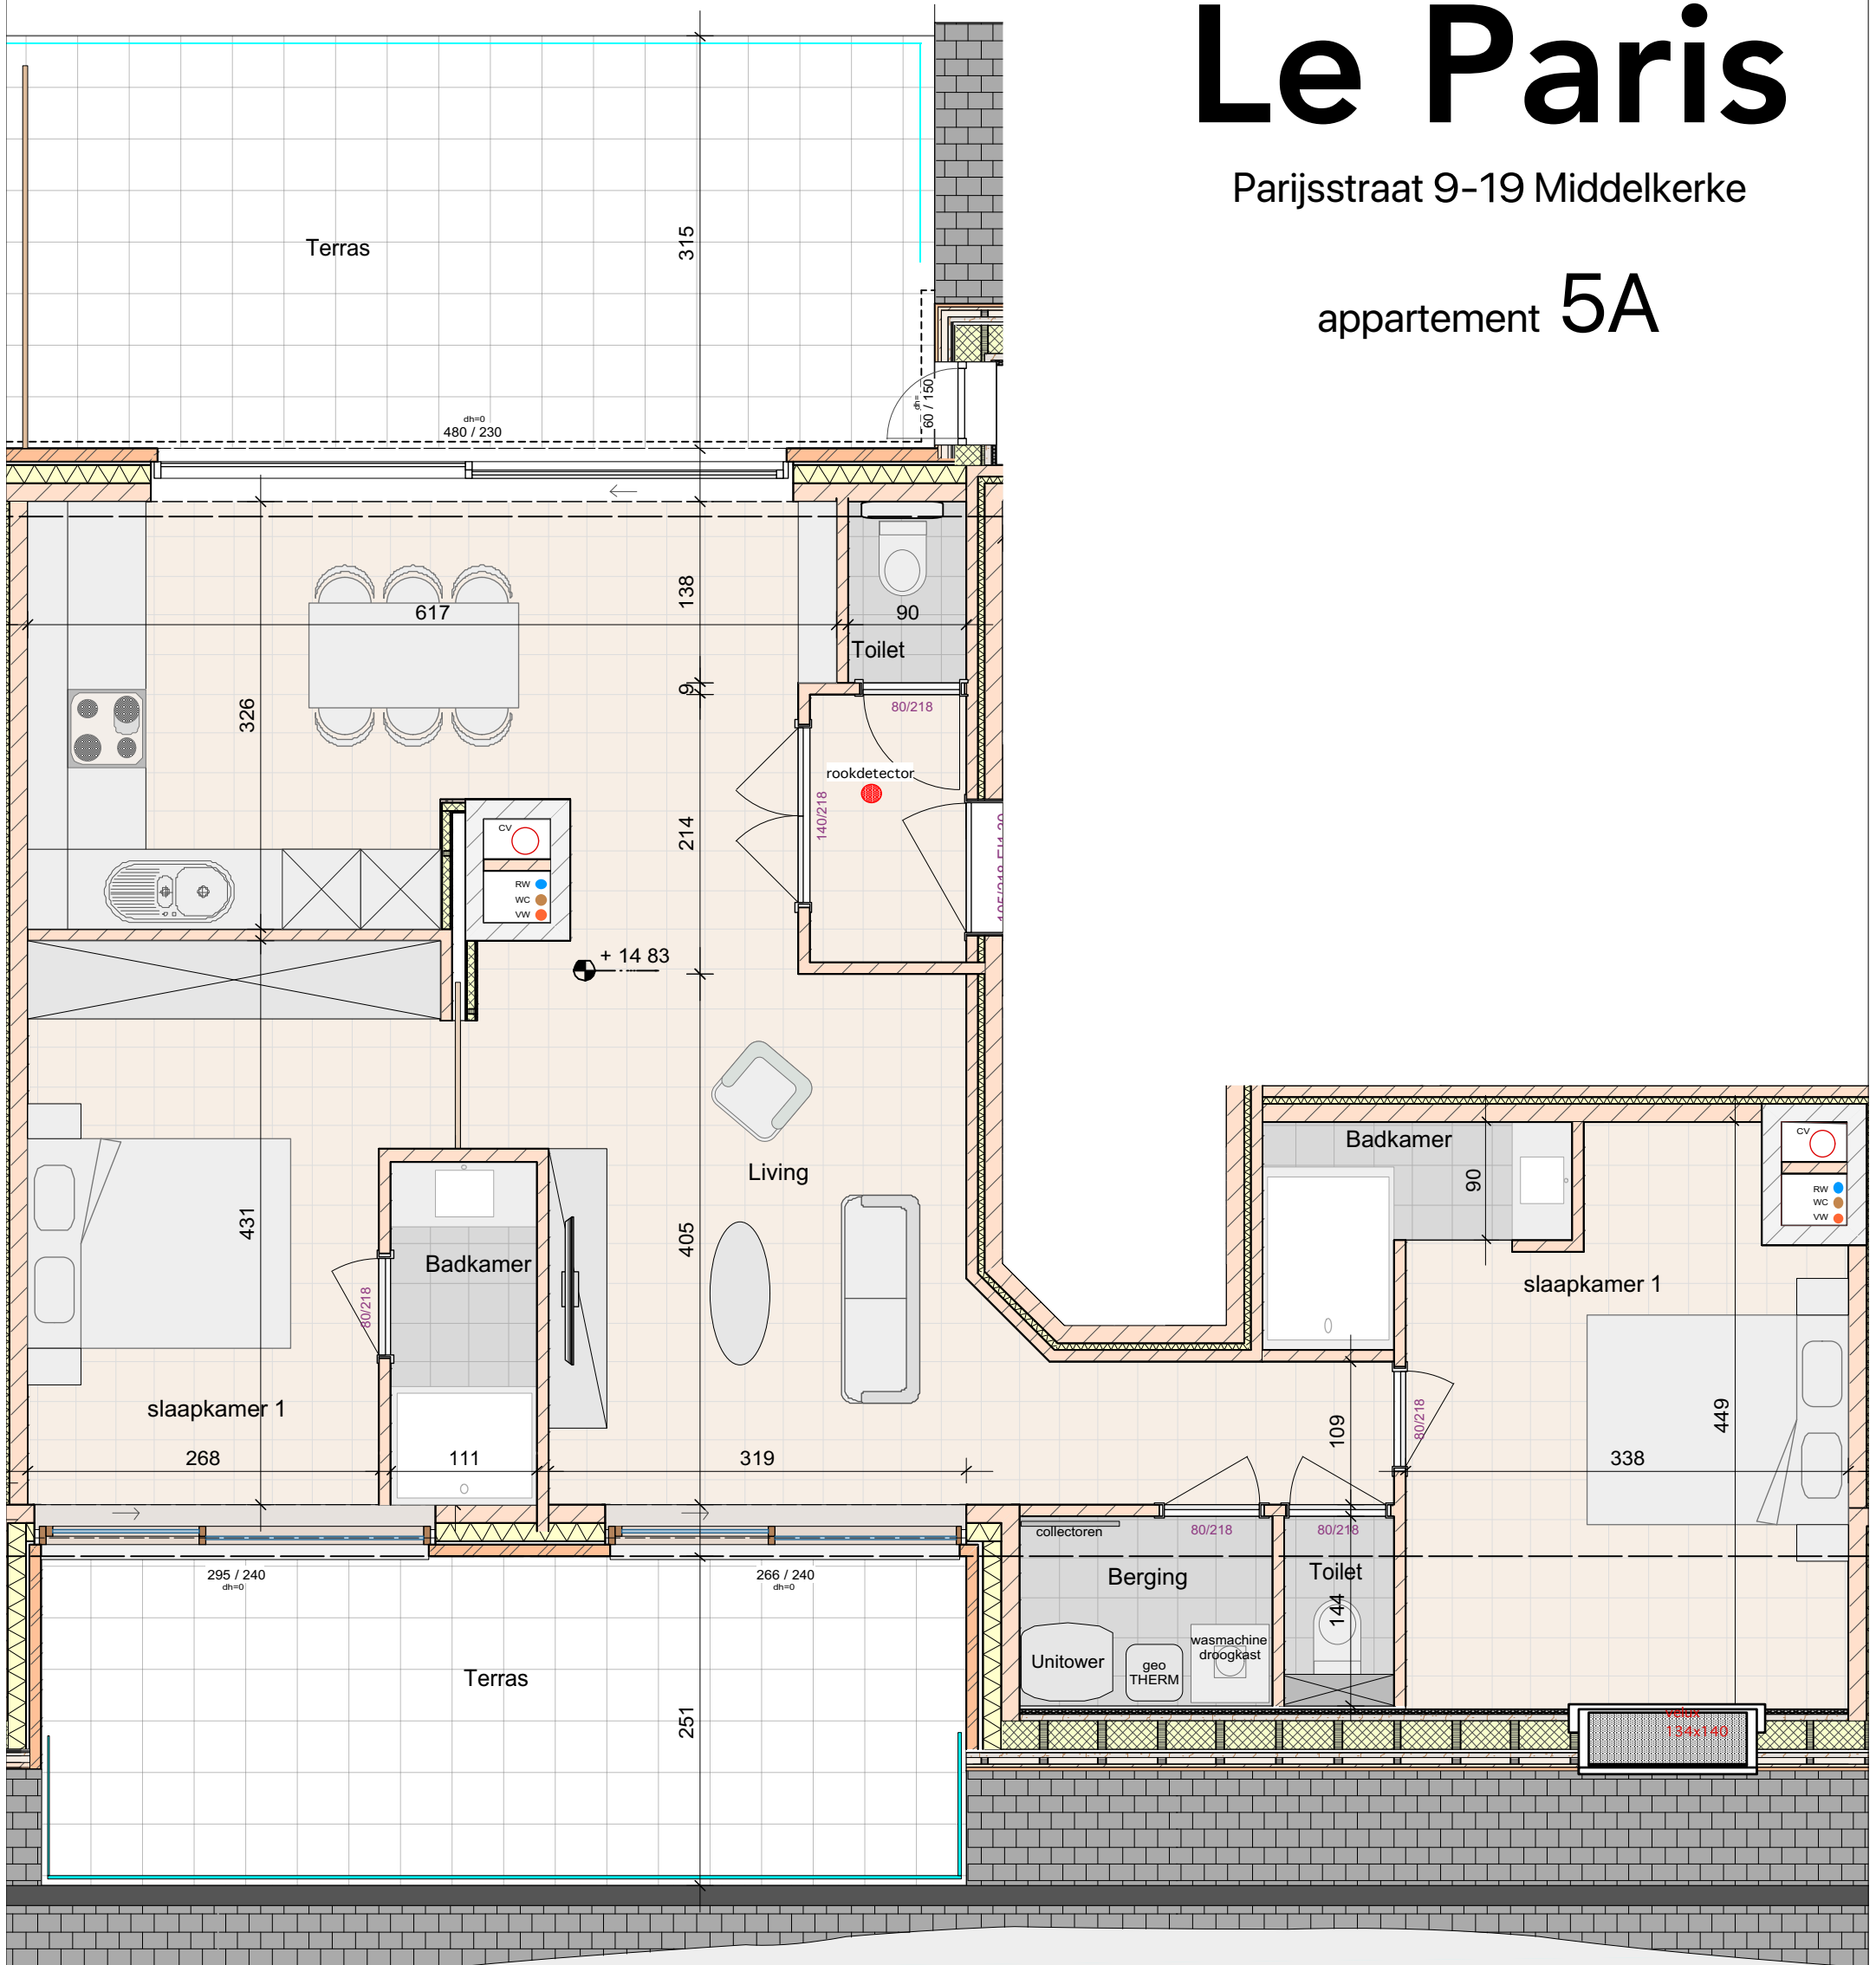 Le Paris
Parijsstraat 9-19 Middelkerke
appartement 5A
Terras
315
dh=0
480 / 230
dh=
60 / 150
617
138
90
Toilet
9
80/218
326
rookdetector
140/218
214
CV
RW
WC
VW
+ 14 83
Living
405
431
Badkamer
80/218
slaapkamer 1
268
111
319
Badkamer
90
CV
RW
WC
VW
slaapkamer 1
449
338
109
80/218
collectoren
80/218
80/218
Berging
Toilet
144
Unitower
geo
THERM
wasmachine
droogkast
295 / 240
dh=0
266 / 240
dh=0
Terras
251
velux
134x140